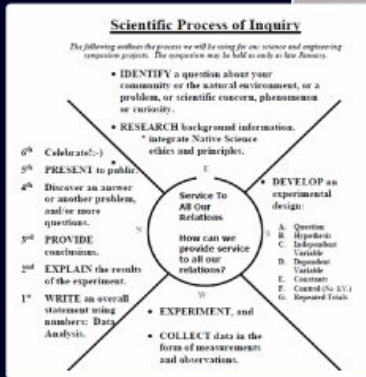 Scientific Process of Inquiry
The following outlines the process we will be using for our science and engineering
symposium projects. The symposium may be held as early as late January.
• IDENTIFY a question about your
community or the natural environment, or a
problem, or scientific concern, phenomenon
or curiosity.
• RESEARCH background information.
* integrate Native Science
ethics and principles.
E
• DEVELOP an
experimental
design:
A. Question
B. Hypothesis
C. Independent
Variable
D. Dependent
Variable
E. Constants
F. Control (No I.V.)
G. Repeated Trials
S
Service To
All Our
Relations
How can we
provide service
to all our
relations?
W
• EXPERIMENT, and
• COLLECT data in the
form of measurements
and observations.
N
6th Celebrate!:-)
5th PRESENT to public.
4th Discover an answer
or another problem,
and/or more
questions.
3rd PROVIDE
conclusions.
2nd EXPLAIN the results
of the experiment.
1st WRITE an overall
statement using
numbers: Data
Analysis.